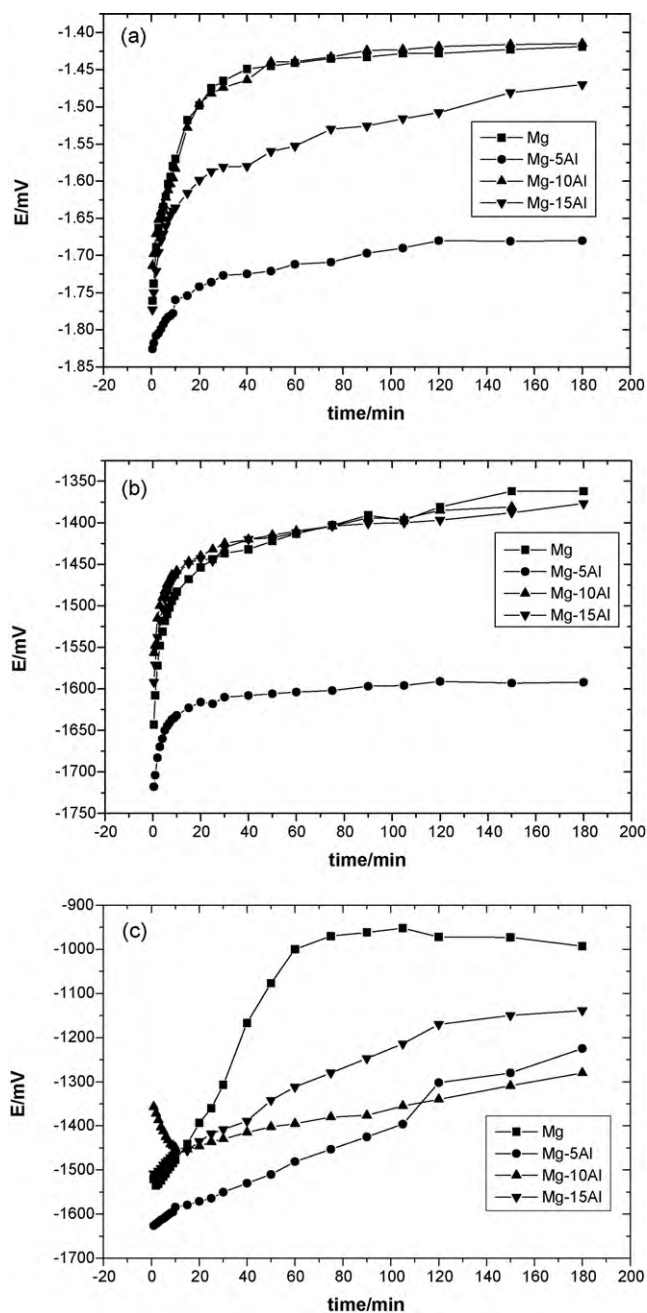 (a)
-1.40
-1.45
-1.50
-1.55
-1.60
-1.65
-1.70
-1.75
-1.80
-1.85
E/mV
Mg
Mg-5Al
Mg-10Al
Mg-15Al
-20 0 20 40 60 80 100 120 140 160 180 200
time/min
(b)
-1350
-1400
-1450
-1500
-1550
-1600
-1650
-1700
-1750
E/mV
Mg
Mg-5Al
Mg-10Al
Mg-15Al
-20 0 20 40 60 80 100 120 140 160 180 200
time/min
(c)
-900
-1000
-1100
-1200
-1300
-1400
-1500
-1600
-1700
E/mV
Mg
Mg-5Al
Mg-10Al
Mg-15Al
-20 0 20 40 60 80 100 120 140 160 180 200
time/min